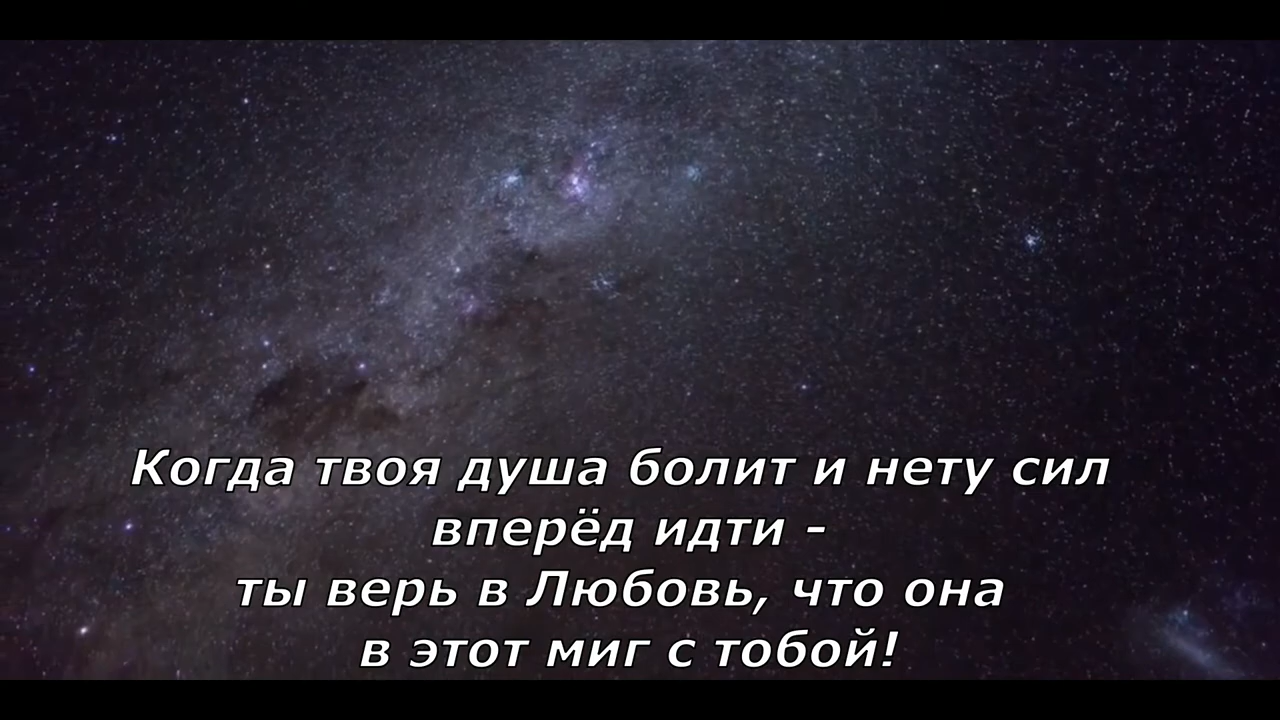 Когда твоя душа болит и нету сил
вперёд идти -
ты верь в Любовь, что она
в этот миг с тобой!